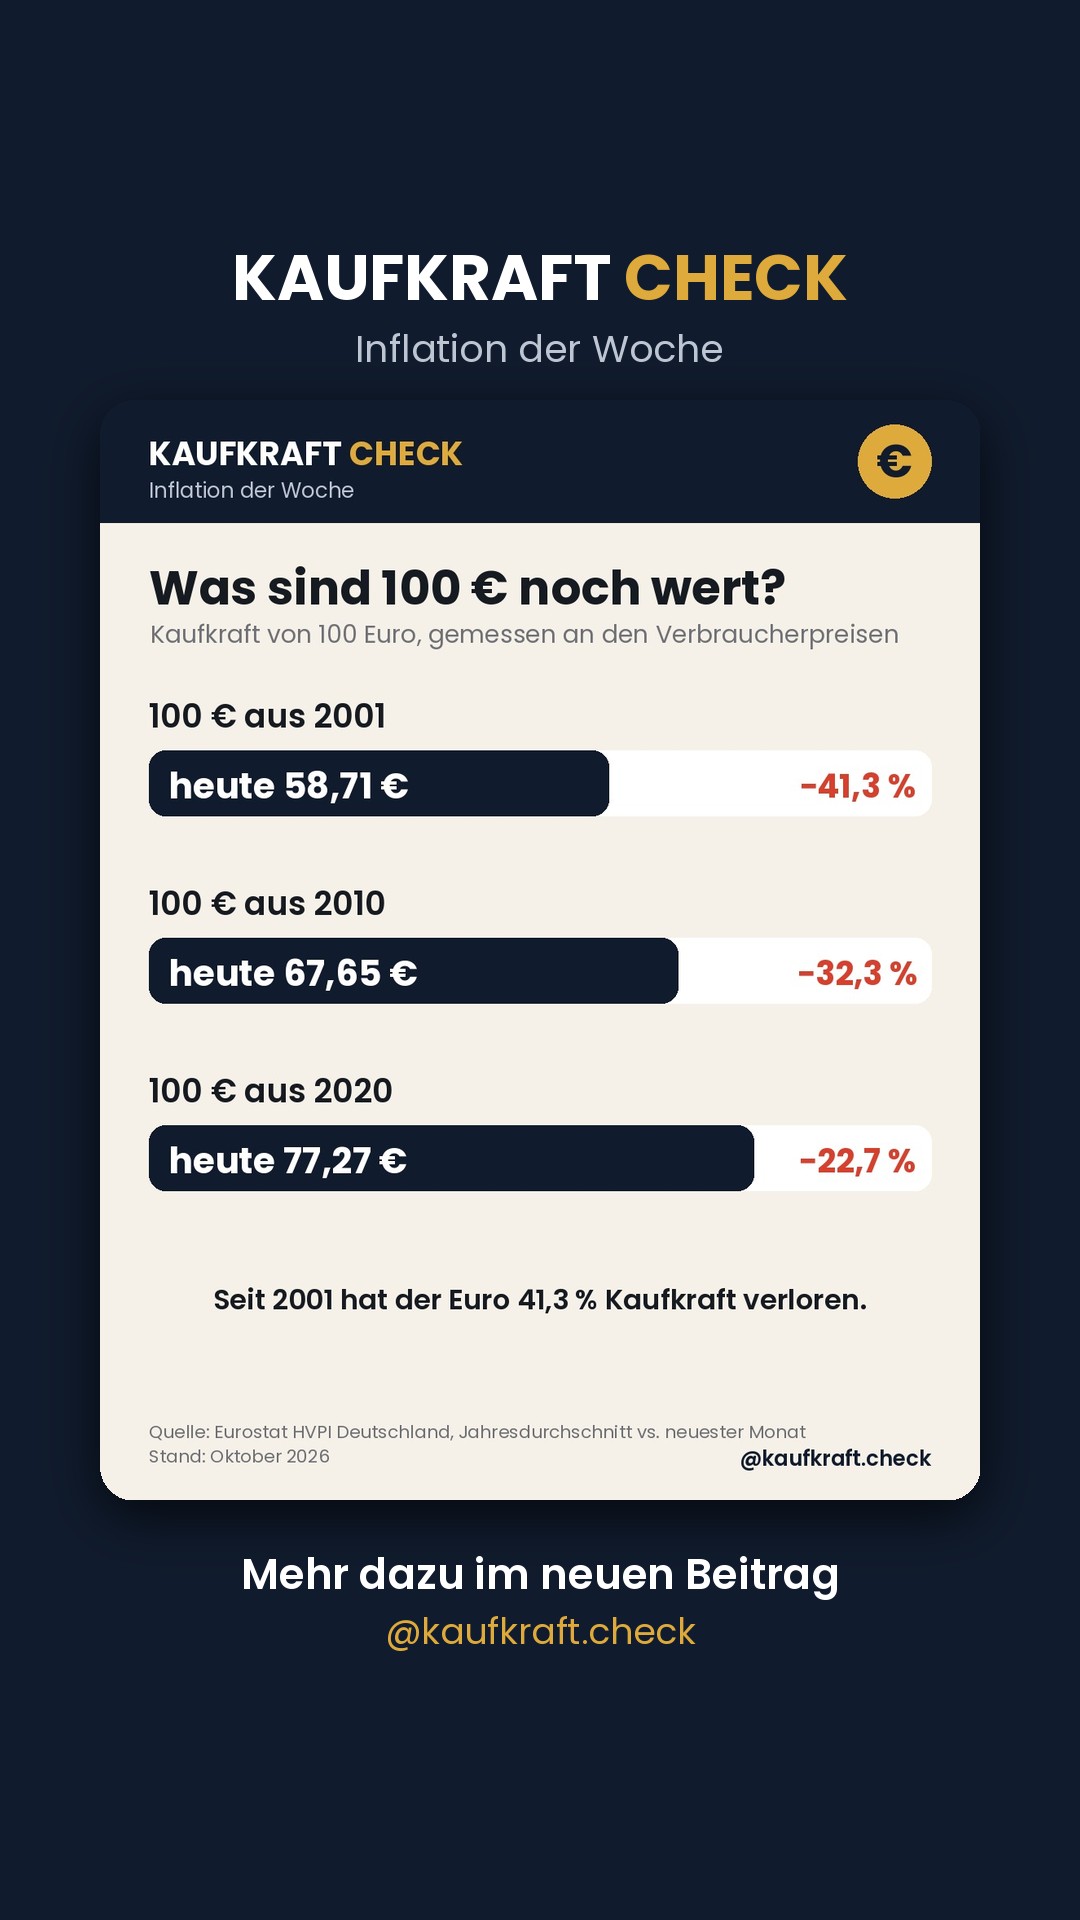 KAUFKRAFT CHECK
Inflation der Woche
KAUFKRAFT CHECK
Inflation der Woche
€
Was sind 100 € noch wert?
Kaufkraft von 100 Euro, gemessen an den Verbraucherpreisen
100 € aus 2001
heute 58,71 € −41,3 %
100 € aus 2010
heute 67,65 € −32,3 %
100 € aus 2020
heute 77,27 € −22,7 %
Seit 2001 hat der Euro 41,3 % Kaufkraft verloren.
Quelle: Eurostat HVPI Deutschland, Jahresdurchschnitt vs. neuester Monat
Stand: Oktober 2026
@kaufkraft.check
Mehr dazu im neuen Beitrag
@kaufkraft.check